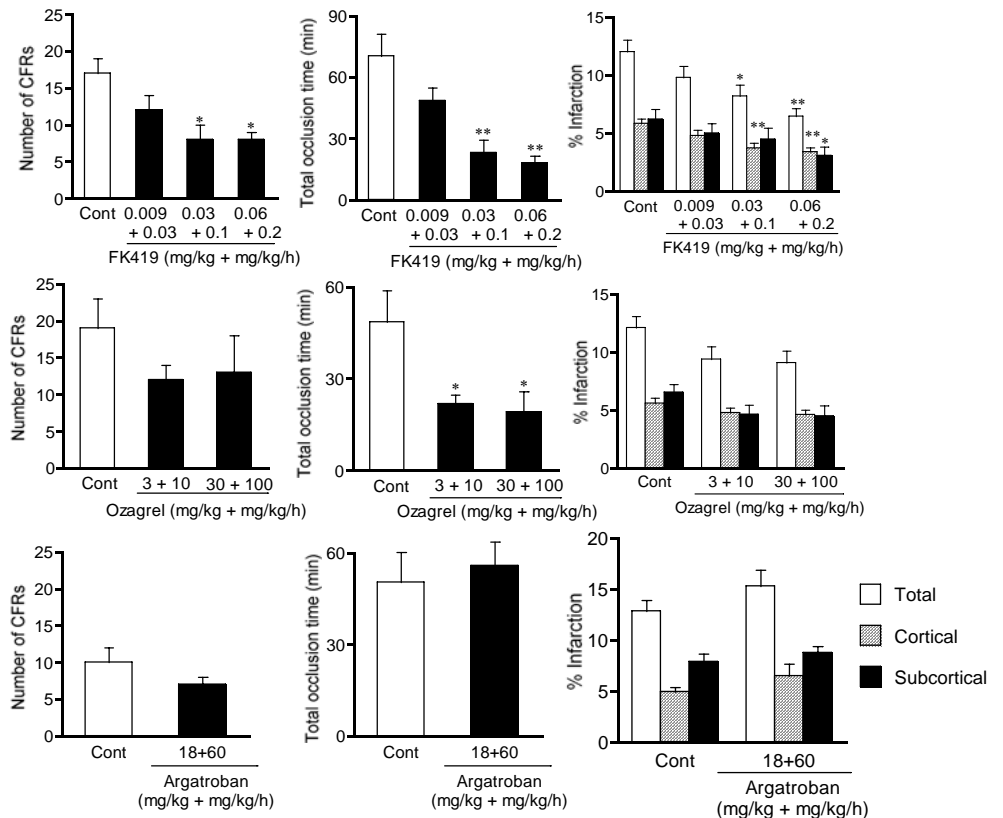 Number of CFRs
25
20
15
10
5
0
*
*
Cont
0.009 0.03 0.06
+ 0.03 + 0.1 + 0.2
FK419 (mg/kg + mg/kg/h)
Total occlusion time (min)
90
60
30
0
**
**
Cont
0.009 0.03 0.06
+ 0.03 + 0.1 + 0.2
FK419 (mg/kg + mg/kg/h)
% Infarction
15
10
5
0
*
**
**
**
*
Cont
0.009 0.03 0.06
+ 0.03 + 0.1 + 0.2
FK419 (mg/kg + mg/kg/h)
Number of CFRs
25
20
15
10
5
0
Cont 3 + 10 30 + 100
Ozagrel (mg/kg + mg/kg/h)
Total occlusion time (min)
60
30
0
*
*
Cont 3 + 10 30 + 100
Ozagrel (mg/kg + mg/kg/h)
% Infarction
15
10
5
0
Cont 3 + 10 30 + 100
Ozagrel (mg/kg + mg/kg/h)
Number of CFRs
25
20
15
10
5
0
Cont 18+60
Argatroban
(mg/kg + mg/kg/h)
Total occlusion time (min)
60
30
0
Cont 18+60
Argatroban
(mg/kg + mg/kg/h)
% Infarction
20
15
10
5
0
Cont 18+60
Argatroban
(mg/kg + mg/kg/h)
Total
Cortical
Subcortical